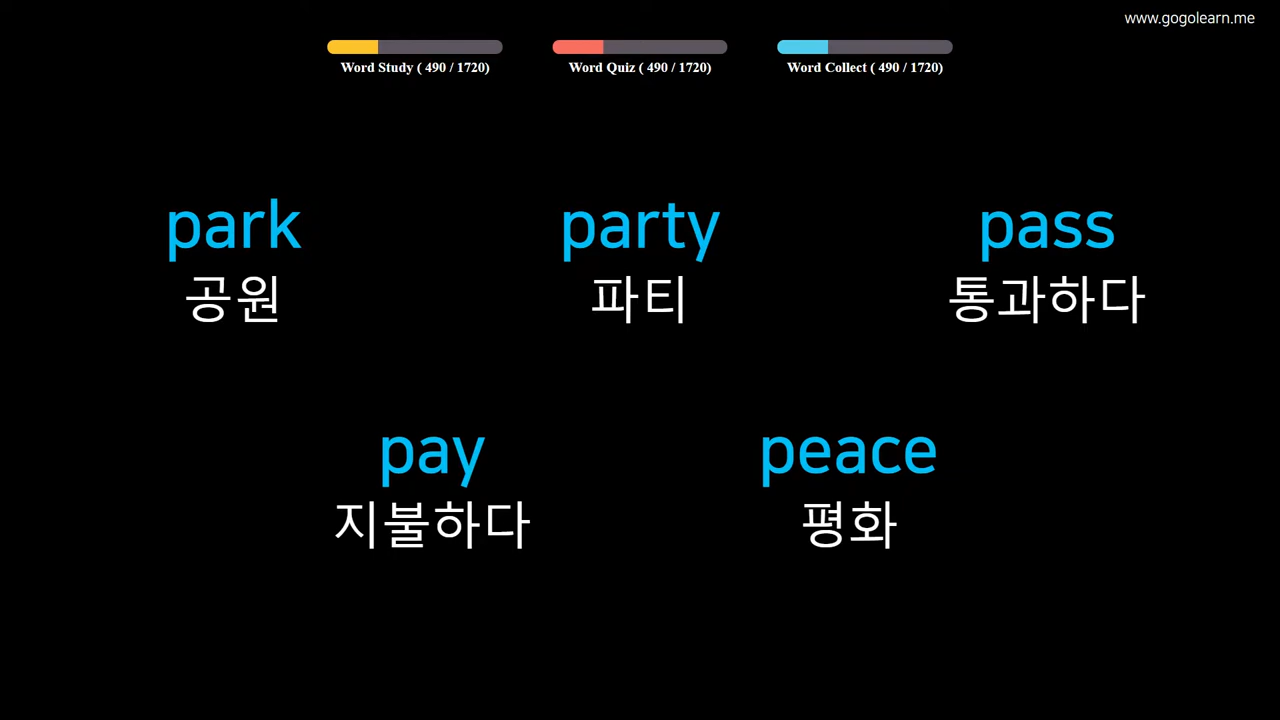 www.gogolearn.me
Word Study ( 490 / 1720)
Word Quiz ( 490 / 1720)
Word Collect ( 490 / 1720)
park
공원
party
파티
pass
통과하다
pay
지불하다
peace
평화